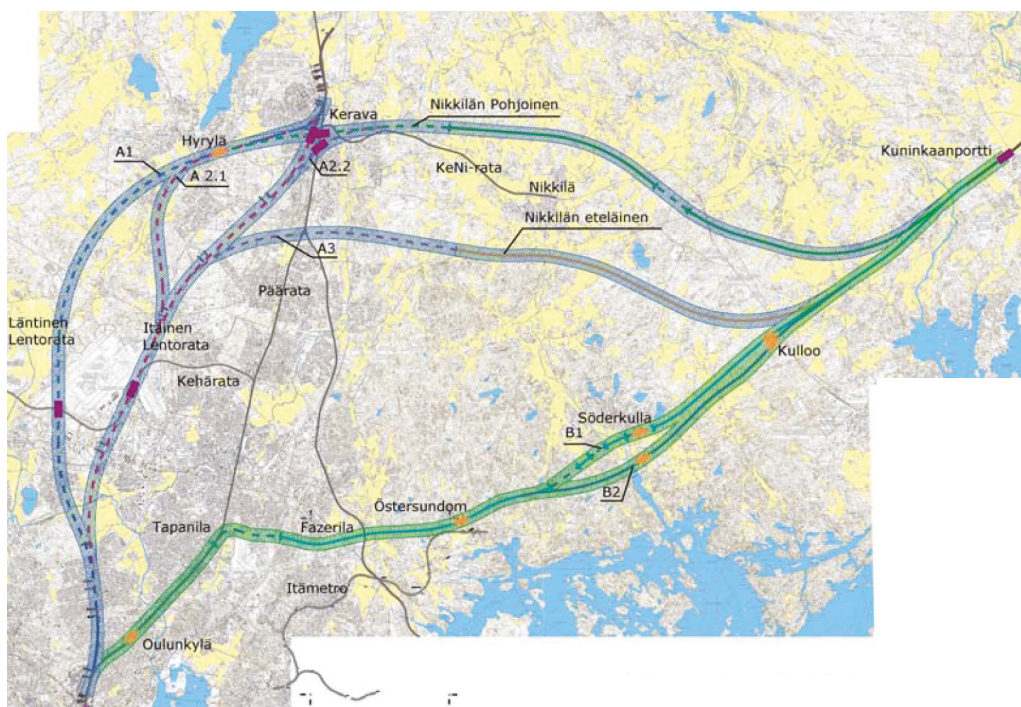 Kerava
Nikkilän Pohjoinen
Hyrylä
A1
A 2.1
A2.2
KeNi-rata
Nikkilä
Kuninkaanportti
Nikkilän eteläinen
A3
Päärata
Läntinen
Lentorata
Itäinen
Lentorata
Kehärata
Kulloo
Söderkulla
B1
B2
Östersundom
Tapanila
Fazerila
Itämetro
Oulunkylä